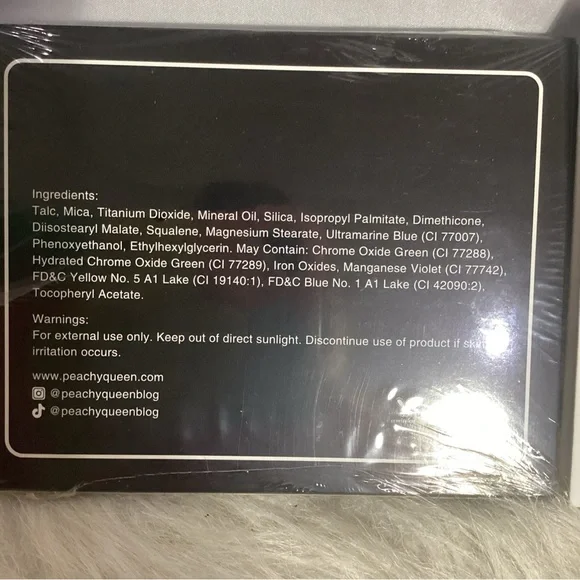 Ingredients:
Talc, Mica, Titanium Dioxide, Mineral Oil, Silica, Isopropyl Palmitate, Dimethicone,
Diisostearyl Malate, Squalene, Magnesium Stearate, Ultramarine Blue (CI 77007),
Phenoxyethanol, Ethylhexylglycerin. May Contain: Chrome Oxide Green (CI 77288),
Hydrated Chrome Oxide Green (CI 77289), Iron Oxides, Manganese Violet (CI 77742),
FD&C Yellow No. 5 A1 Lake (CI 19140:1), FD&C Blue No. 1 A1 Lake (CI 42090:2),
Tocopheryl Acetate.
Warnings:
For external use only. Keep out of direct sunlight. Discontinue use of product if skin
irritation occurs.
www.peachyqueen.com
@peachyqueenblog
@peachyqueenblog